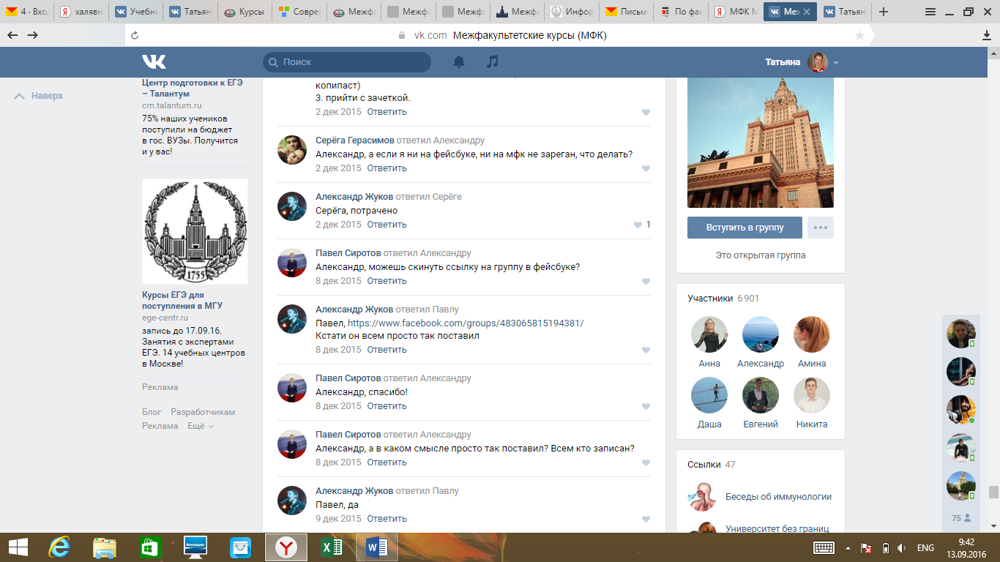 4 · Вход
халявн
Учебнь
Татьян
Курсы
Соврем
Межфа
Межфа
Межфа
Межфа
Инфор
Письмо
По фак
МФК М
Меж
Татьян
vk.com Межфакультетские курсы (МФК)
Поиск
Татьяна
Наверх
Центр подготовки к ЕГЭ
– Талантум
cm.talantum.ru
75% наших учеников
поступили на бюджет
в гос. ВУЗы. Получится
и у вас!
1755
Курсы ЕГЭ для
поступления в МГУ
ege-centr.ru
запись до 17.09.16.
Занятия с экспертами
ЕГЭ. 14 учебных центров
в Москве!
Реклама
Блог Разработчикам
Реклама Ещё
копипаст)
3. прийти с зачеткой.
2 дек 2015 Ответить
Серёга Герасимов ответил Александру
Александр, а если я ни на фейсбуке, ни на мфк не зареган, что делать?
2 дек 2015 Ответить
Александр Жуков ответил Серёге
Серёга, потрачено
2 дек 2015 Ответить 1
Павел Сиротов ответил Александру
Александр, можешь скинуть ссылку на группу в фейсбуке?
8 дек 2015 Ответить
Александр Жуков ответил Павлу
Павел, https://www.facebook.com/groups/483065815194381/
Кстати он всем просто так поставил
8 дек 2015 Ответить
Павел Сиротов ответил Александру
Александр, спасибо!
8 дек 2015 Ответить
Павел Сиротов ответил Александру
Александр, а в каком смысле просто так поставил? Всем кто записан?
8 дек 2015 Ответить
Александр Жуков ответил Павлу
Павел, да
9 дек 2015 Ответить
Вступить в группу
Это открытая группа
Участники 6 901
Анна Александр Амина
Даша Евгений Никита
Ссылки 47
Беседы об иммунологии
Университет без границ
75
lenovo
ENG
9:42
13.09.2016